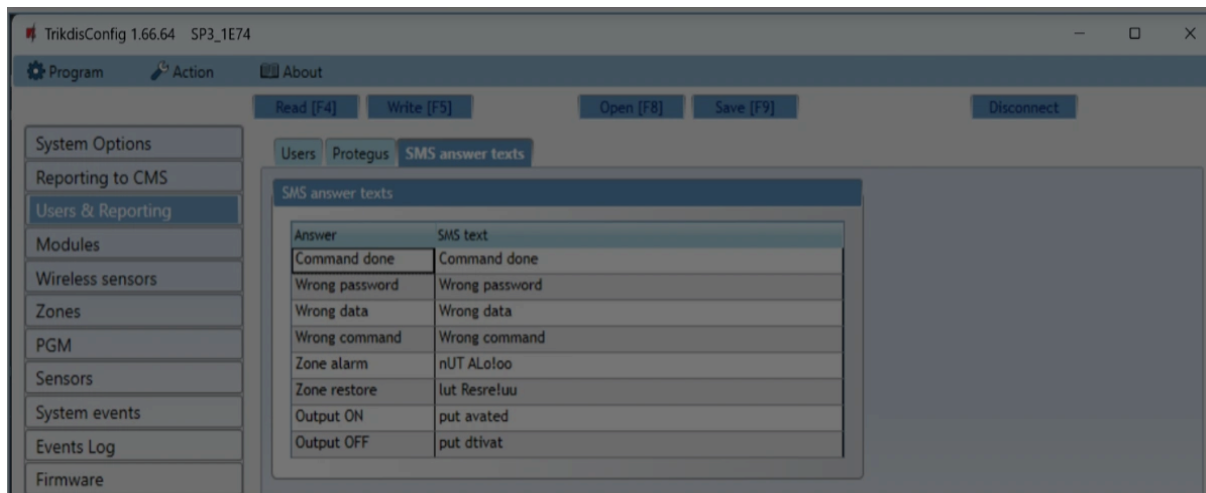 TrikdisConfig 1.66.64 SP3_1E74
Program Action About
Read [F4] Write [F5] Open [F8] Save [F9] Disconnect
System Options
Reporting to CMS
Users & Reporting
Modules
Wireless sensors
Zones
PGM
Sensors
System events
Events Log
Firmware
Users Protegus SMS answer texts
SMS answer texts
Answer SMS text
Command done Command done
Wrong password Wrong password
Wrong data Wrong data
Wrong command Wrong command
Zone alarm nUT ALo!oo
Zone restore lut Resre!uu
Output ON put avated
Output OFF put dtivat